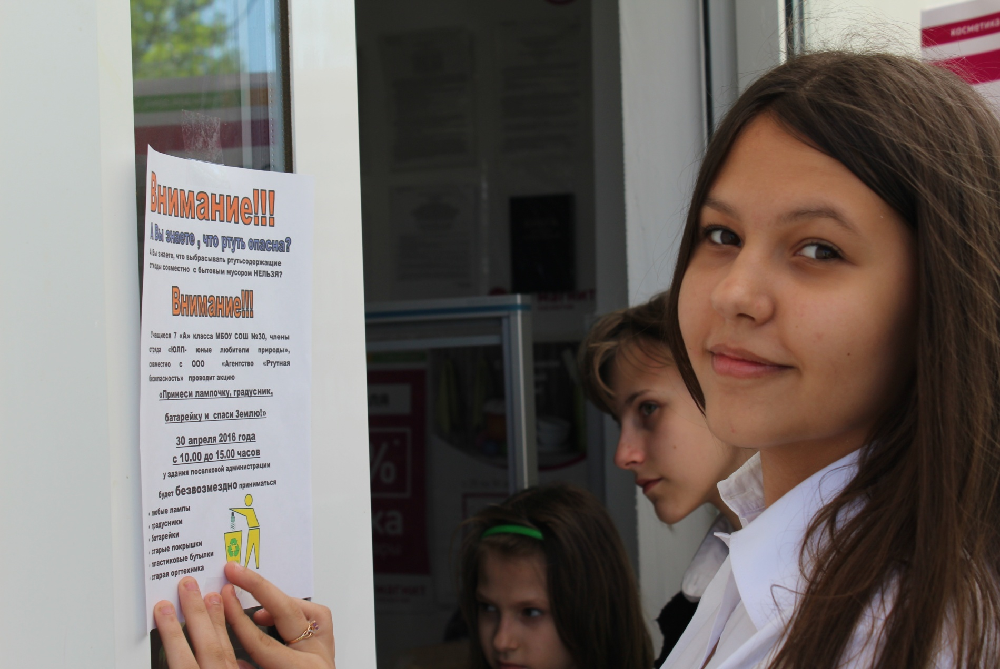 Внимание!!!
А Вы знаете , что ртуть опасна?
А Вы знаете, что выбрасывать ртутьсодержащие
отходы совместно с бытовым мусором НЕЛЬЗЯ?
Внимание!!!
Учащиеся 7 «А» класса МБОУ СОШ №30, члены
отряда «ЮЛП- юные любители природы»,
совместно с ООО «Агентство «Ртутная
безопасность» проводит акцию
«Принеси лампочку, градусник,
батарейку и спаси Землю!»
30 апреля 2016 года
с 10.00 до 15.00 часов
у здания поселковой администрации
будет безвозмездно приниматься
· любые лампы
· градусники
· батарейки
· старые покрышки
· пластиковые бутылки
· старая оргтехника
косметика
магнит
%
магнит